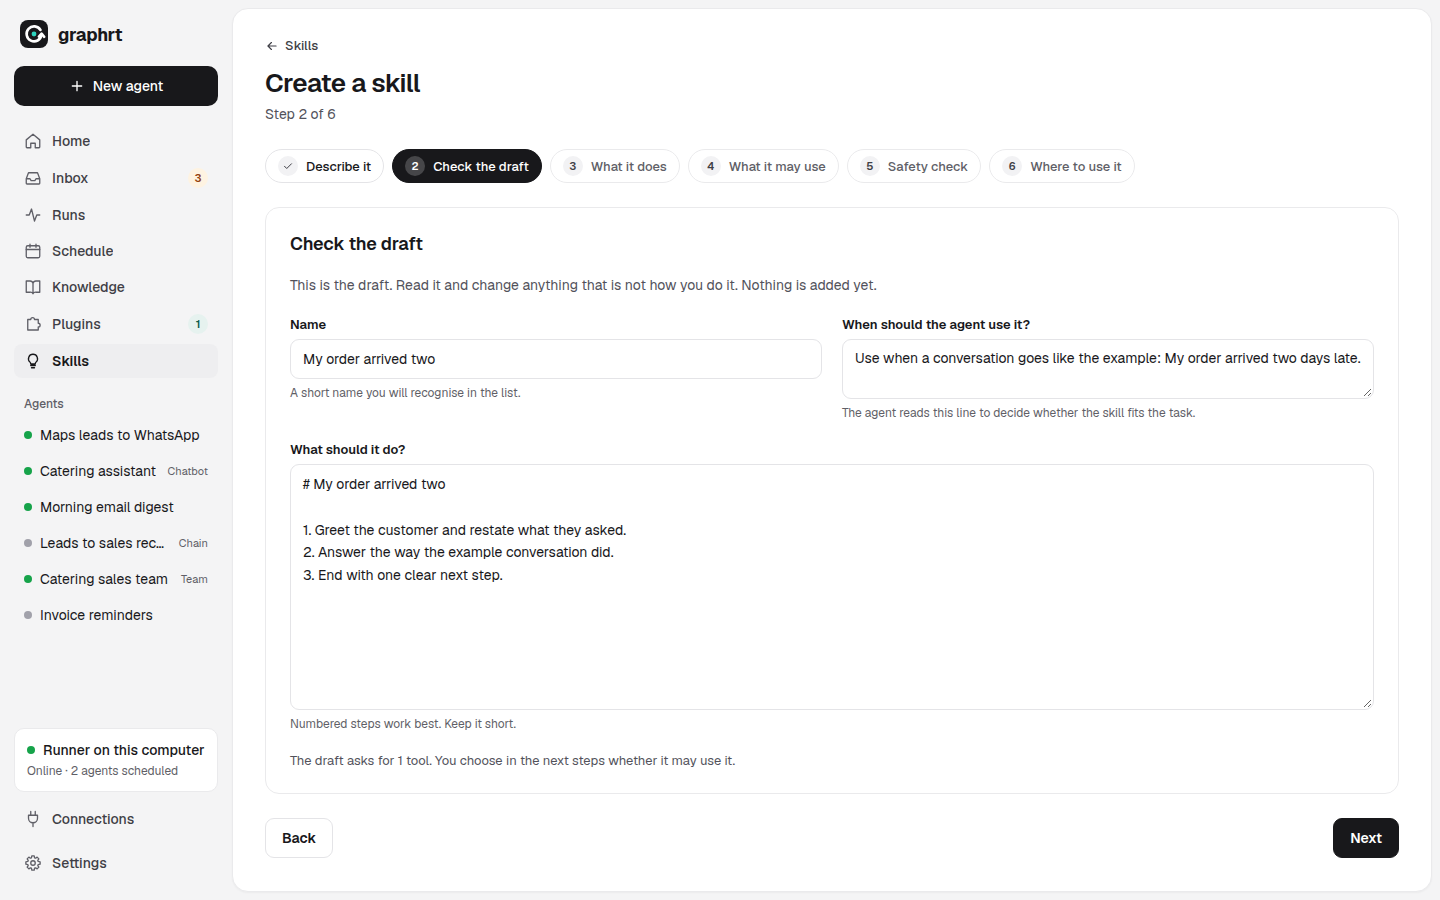 graphrt
New agent
Home
Inbox 3
Runs
Schedule
Knowledge
Plugins 1
Skills
Agents
Maps leads to WhatsApp
Catering assistant Chatbot
Morning email digest
Leads to sales rec... Chain
Catering sales team Team
Invoice reminders
Runner on this computer
Online · 2 agents scheduled
Connections
Settings
Skills
Create a skill
Step 2 of 6
Describe it
2 Check the draft
3 What it does
4 What it may use
5 Safety check
6 Where to use it
Check the draft
This is the draft. Read it and change anything that is not how you do it. Nothing is added yet.
Name
My order arrived two
A short name you will recognise in the list.
When should the agent use it?
Use when a conversation goes like the example: My order arrived two days late.
The agent reads this line to decide whether the skill fits the task.
What should it do?
# My order arrived two
1. Greet the customer and restate what they asked.
2. Answer the way the example conversation did.
3. End with one clear next step.
Numbered steps work best. Keep it short.
The draft asks for 1 tool. You choose in the next steps whether it may use it.
Back
Next